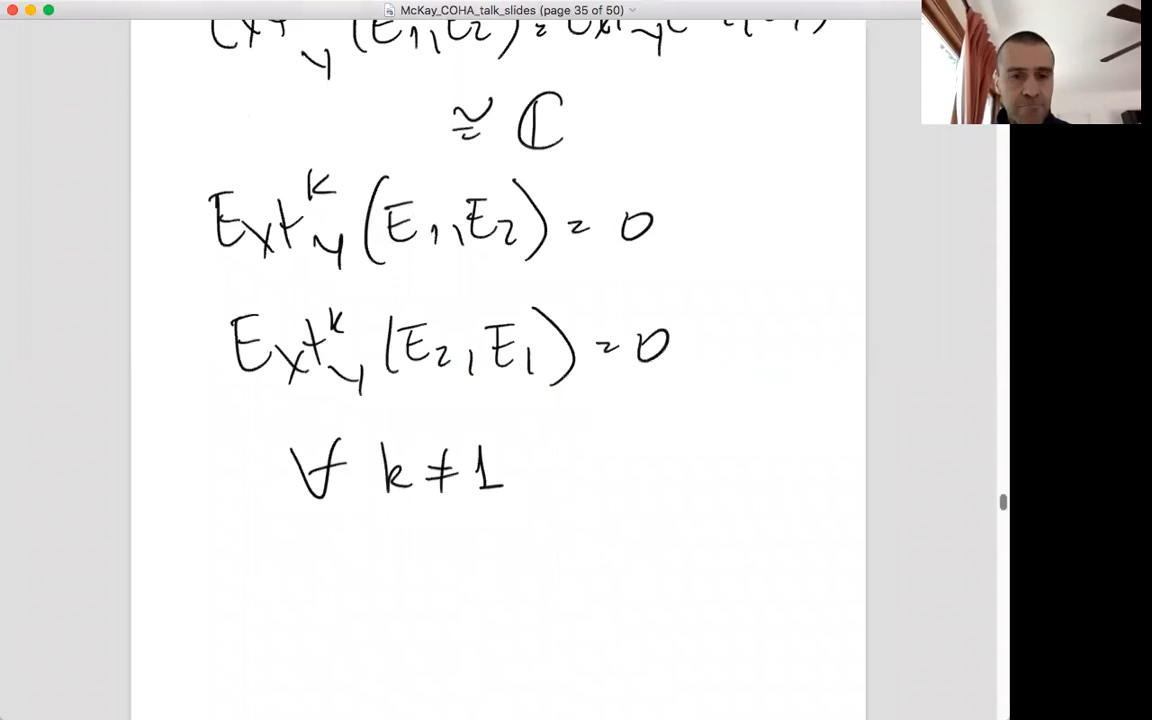 McKay_COHA_talk_slides (page 35 of 50)
≅ ℂ
Ext^k_Y (E_1, E_2) = 0
Ext^k_Y (E_2, E_1) = 0
∀ k ≠ 1